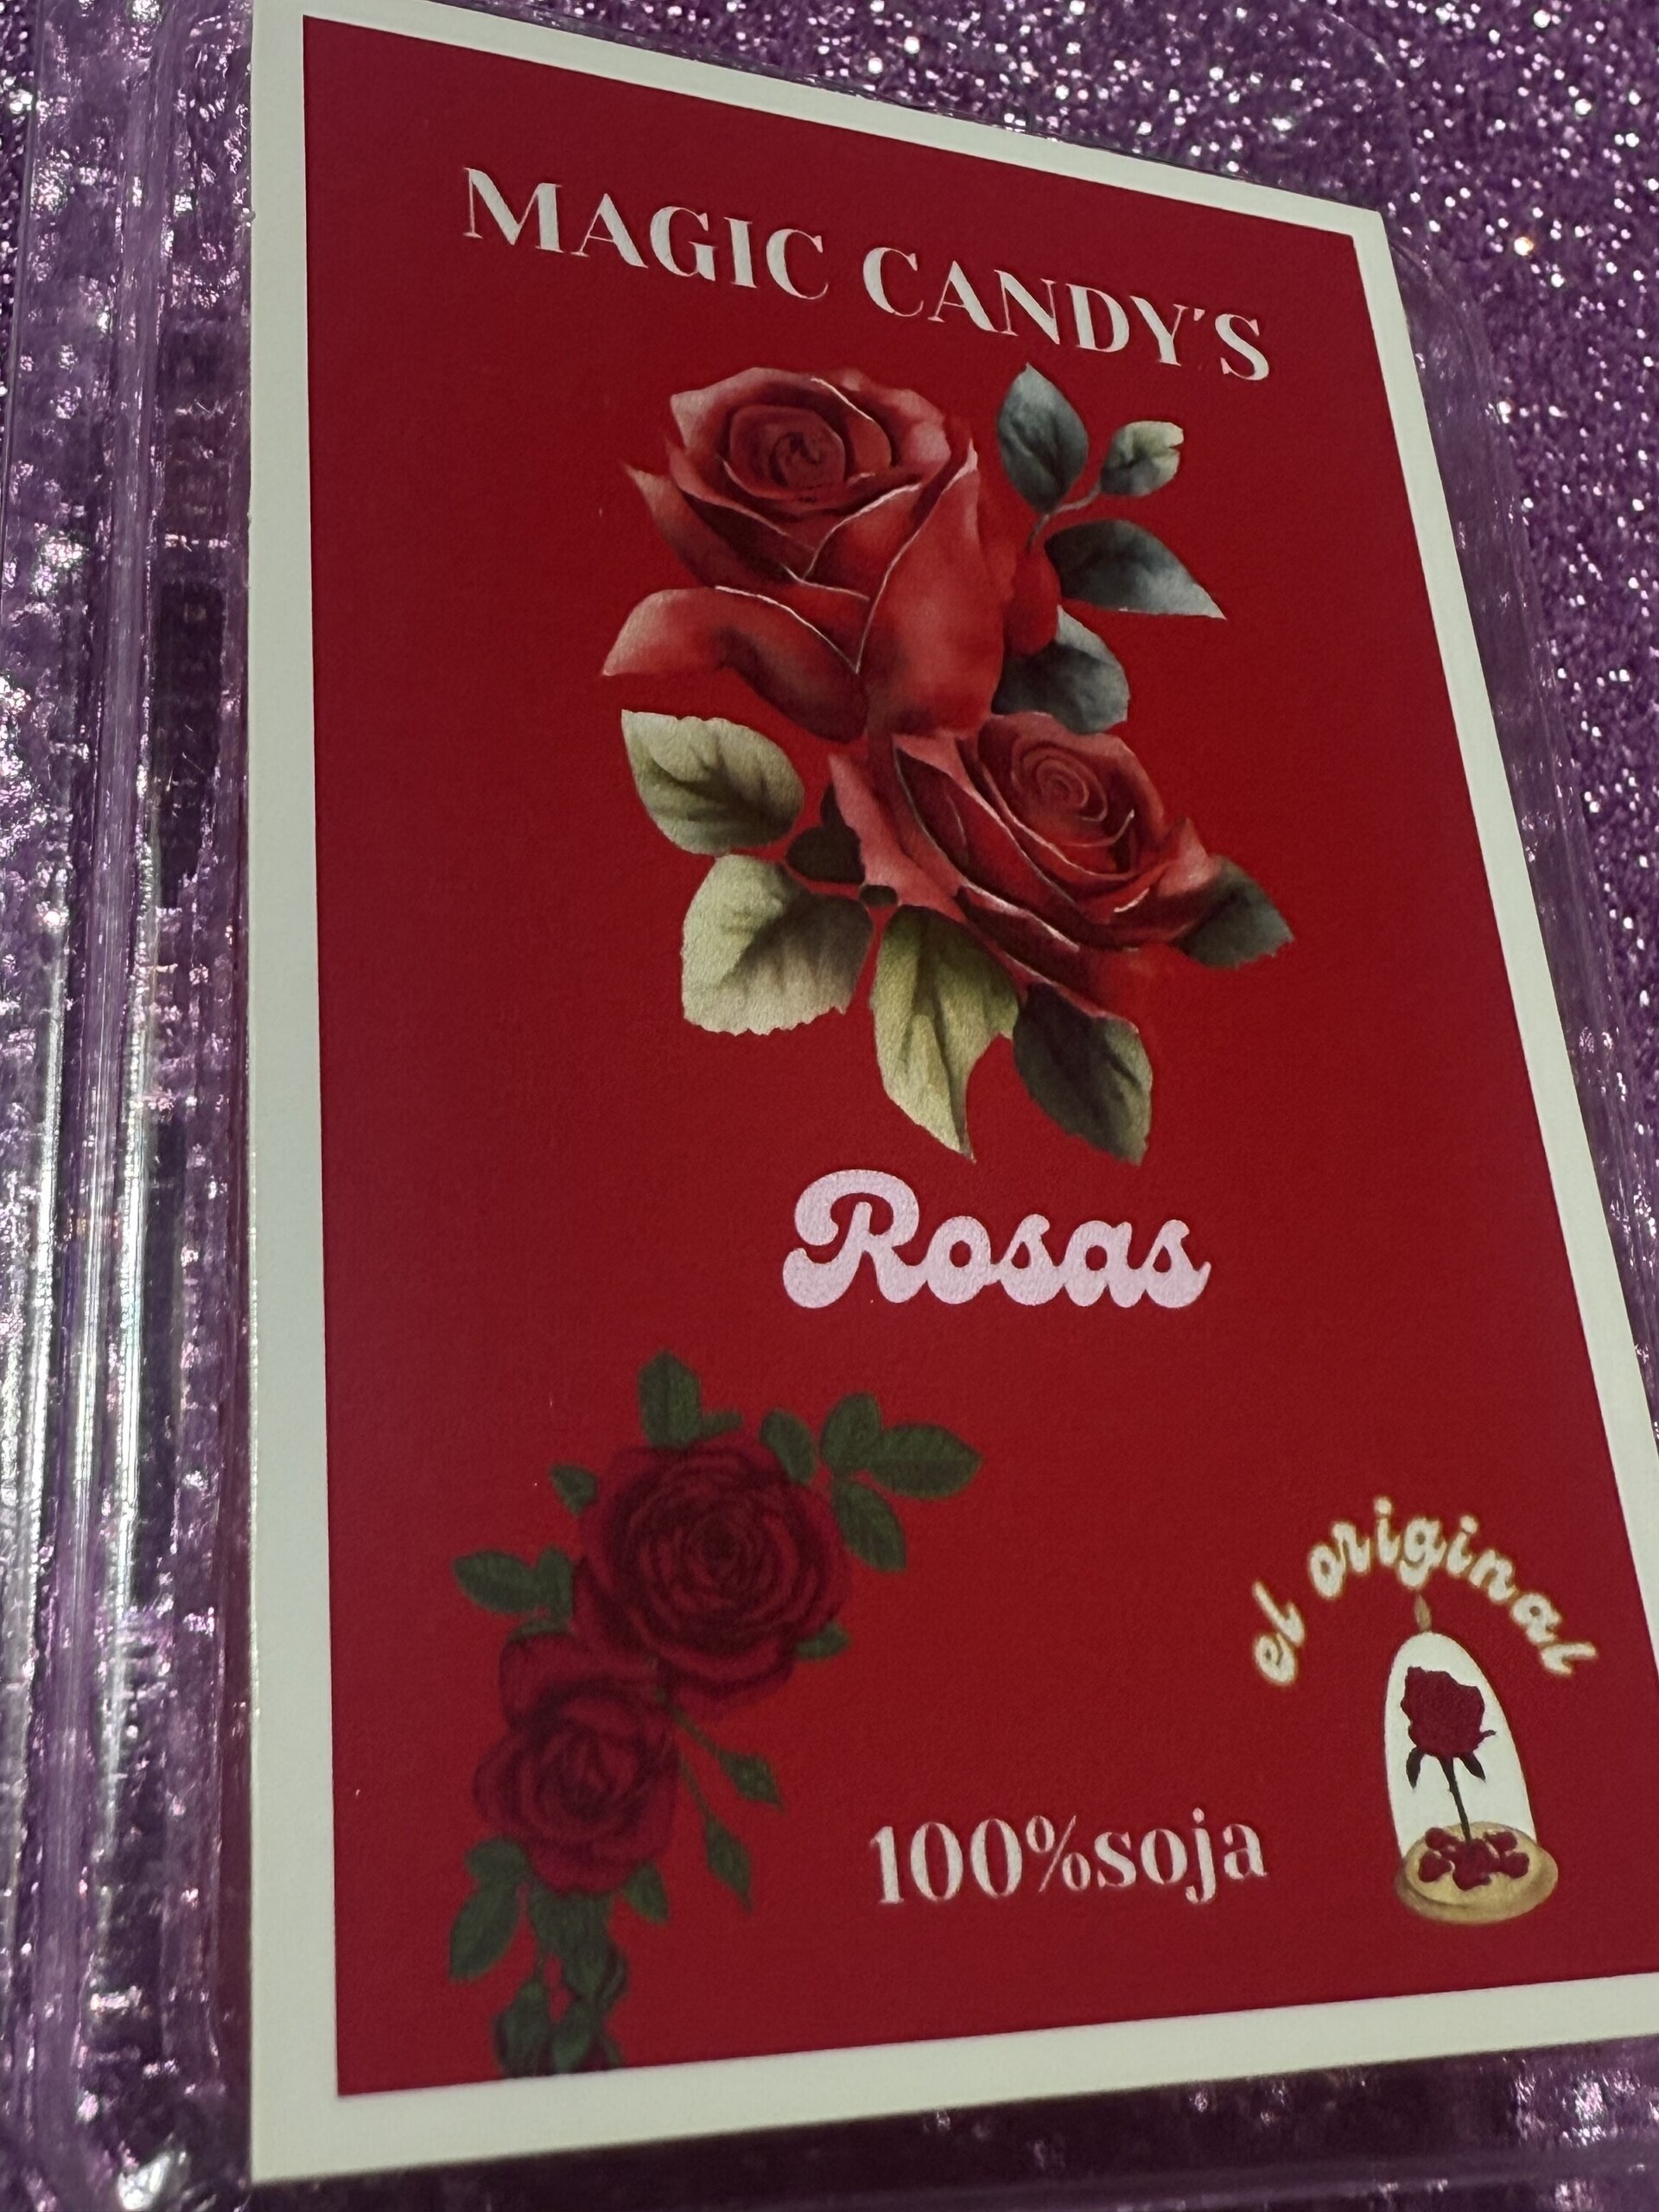 MAGIC CANDY'S
Rosas
el original
100%soja